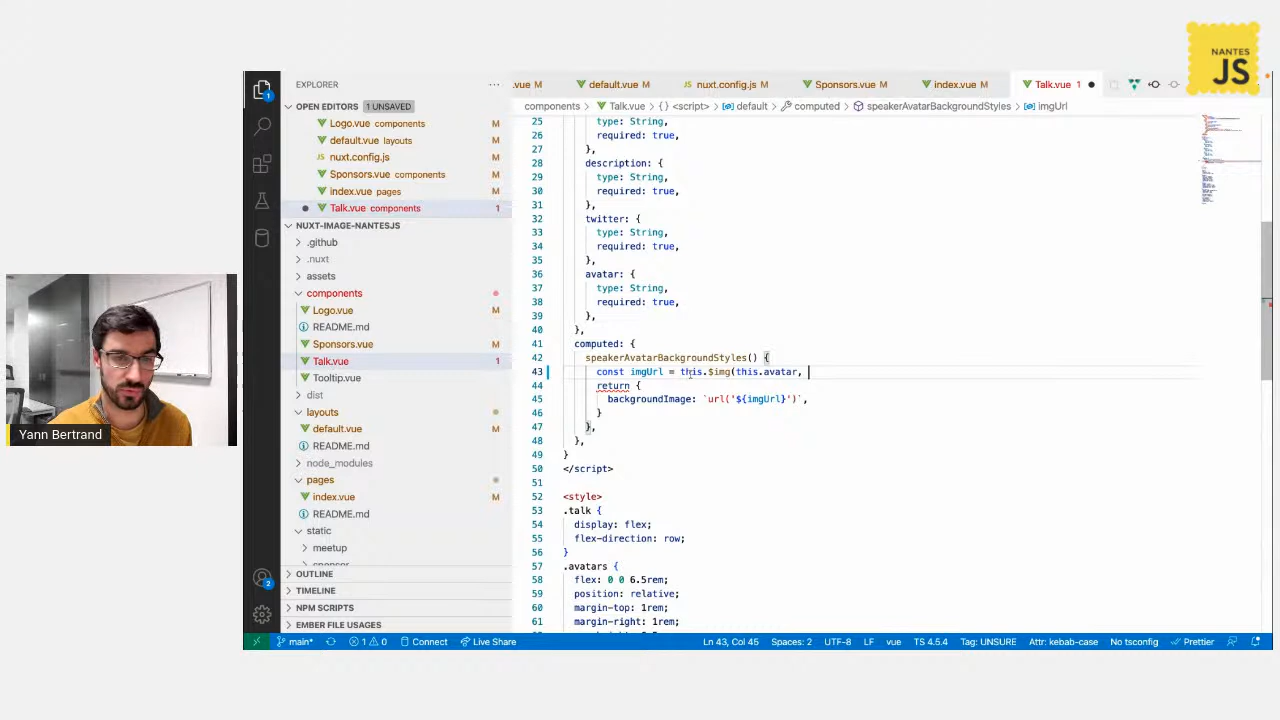 NANTES
JS
EXPLORER
.vue M
default.vue M
nuxt.config.js M
Sponsors.vue M
index.vue M
Talk.vue 1
OPEN EDITORS 1 UNSAVED
components > Talk.vue > {} <script> > default > computed > speakerAvatarBackgroundStyles > imgUrl
Logo.vue components M
default.vue layouts M
nuxt.config.js M
Sponsors.vue components M
index.vue pages M
Talk.vue components 1
NUXT-IMAGE-NANTESJS
.github
.nuxt
assets
components
Logo.vue M
README.md
Sponsors.vue M
Talk.vue 1
Tooltip.vue
dist
layouts
default.vue M
README.md
node_modules
pages
index.vue M
README.md
static
meetup
OUTLINE
TIMELINE
NPM SCRIPTS
EMBER FILE USAGES
25 type: String,
26 required: true,
27 },
28 description: {
29 type: String,
30 required: true,
31 },
32 twitter: {
33 type: String,
34 required: true,
35 },
36 avatar: {
37 type: String,
38 required: true,
39 },
40 },
41 computed: {
42 speakerAvatarBackgroundStyles() {
43 const imgUrl = this.$img(this.avatar,
44 return {
45 backgroundImage: `url('${imgUrl}')`,
46 }
47 },
48 },
49 }
50 </script>
51
52 <style>
53 .talk {
54 display: flex;
55 flex-direction: row;
56 }
57 .avatars {
58 flex: 0 0 6.5rem;
59 position: relative;
60 margin-top: 1rem;
61 margin-right: 1rem;
Yann Bertrand
1
2
main* 1 0 Connect Live Share Ln 43, Col 45 Spaces: 2 UTF-8 LF vue TS 4.5.4 Tag: UNSURE Attr: kebab-case No tsconfig Prettier